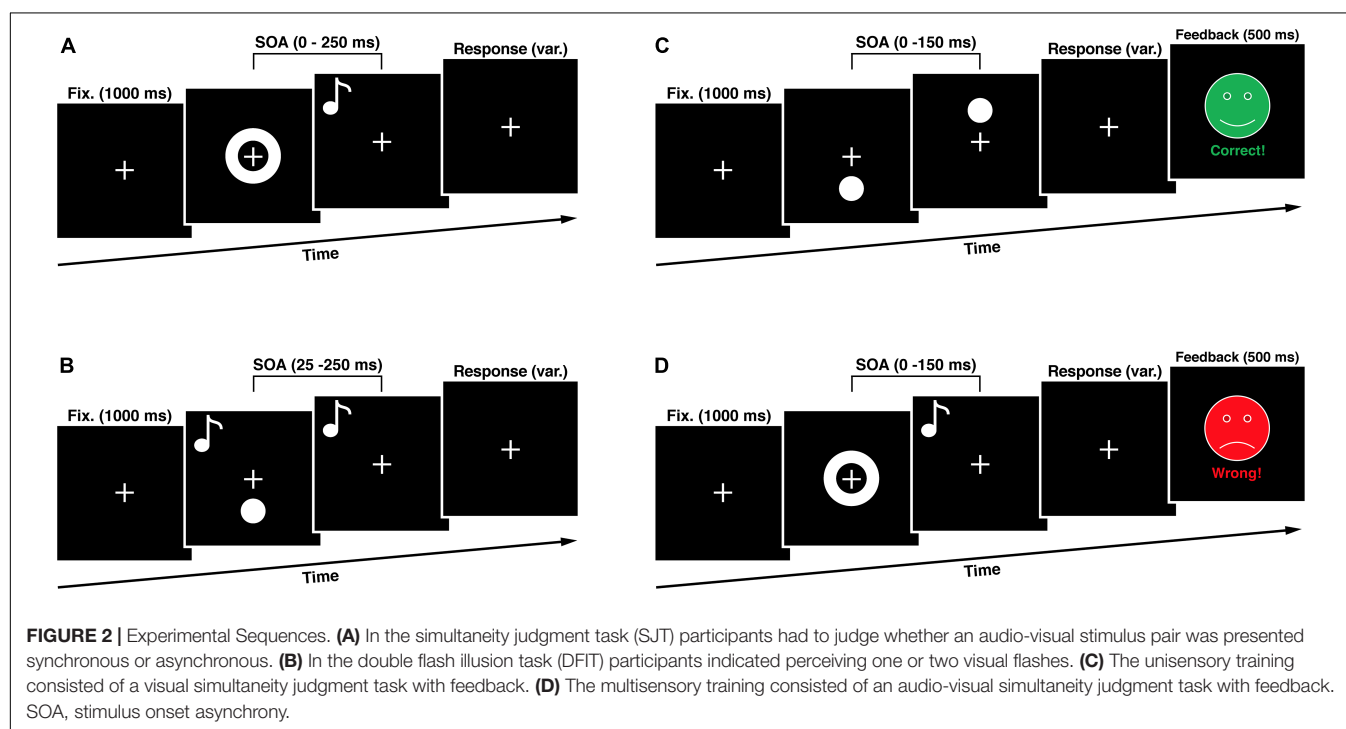 A
SOA (0 - 250 ms)
Response (var.)
Fix. (1000 ms)
Time
C
SOA (0 -150 ms)
Response (var.)
Feedback (500 ms)
Fix. (1000 ms)
Correct!
Time
B
SOA (25 -250 ms)
Response (var.)
Fix. (1000 ms)
Time
D
SOA (0 -150 ms)
Response (var.)
Feedback (500 ms)
Fix. (1000 ms)
Wrong!
Time
FIGURE 2 | Experimental Sequences. (A) In the simultaneity judgment task (SJT) participants had to judge whether an audio-visual stimulus pair was presented
synchronous or asynchronous. (B) In the double flash illusion task (DFIT) participants indicated perceiving one or two visual flashes. (C) The unisensory training
consisted of a visual simultaneity judgment task with feedback. (D) The multisensory training consisted of an audio-visual simultaneity judgment task with feedback.
SOA, stimulus onset asynchrony.